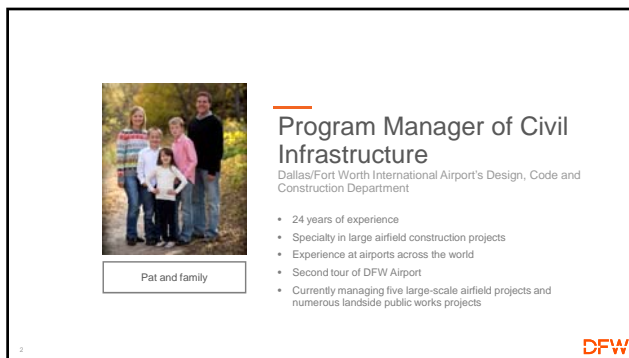 Program Manager of Civil
Infrastructure
Dallas/Fort Worth International Airport's Design, Code and
Construction Department
• 24 years of experience
• Specialty in large airfield construction projects
• Experience at airports across the world
• Second tour of DFW Airport
• Currently managing five large-scale airfield projects and
numerous landside public works projects
Pat and family
2
DFW